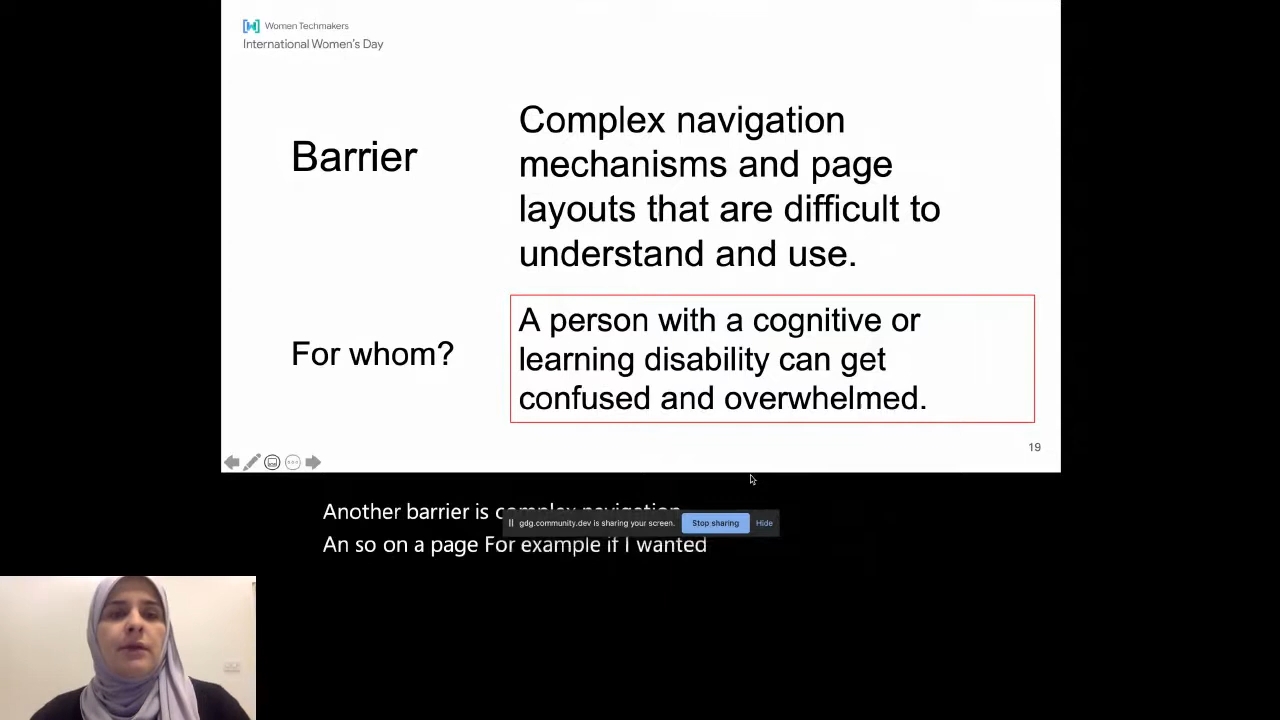 Women Techmakers
International Women's Day
Barrier
Complex navigation
mechanisms and page
layouts that are difficult to
understand and use.
For whom?
A person with a cognitive or
learning disability can get
confused and overwhelmed.
19
Another barrier is complex navigation
gdg.community.dev is sharing your screen. Stop sharing Hide
An so on a page For example if I wanted